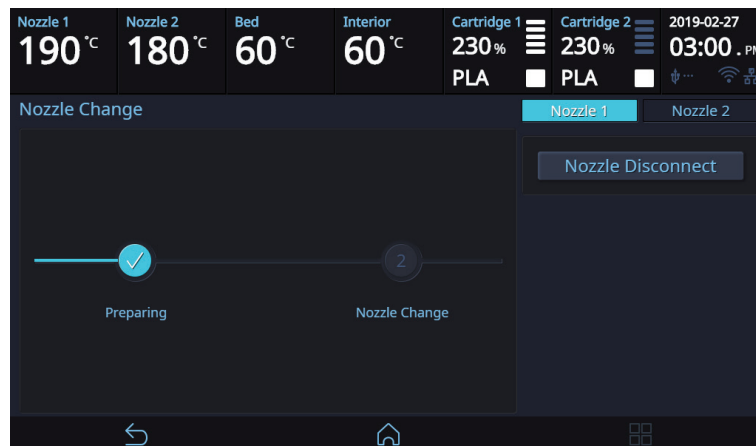 Nozzle 1
190 °C
Nozzle 2
180 °C
Bed
60 °C
Interior
60 °C
Cartridge 1
230 %
PLA
Cartridge 2
230 %
PLA
2019-02-27
03:00 . PM
Nozzle Change
Nozzle 1
Nozzle 2
Nozzle Disconnect
2
Preparing
Nozzle Change